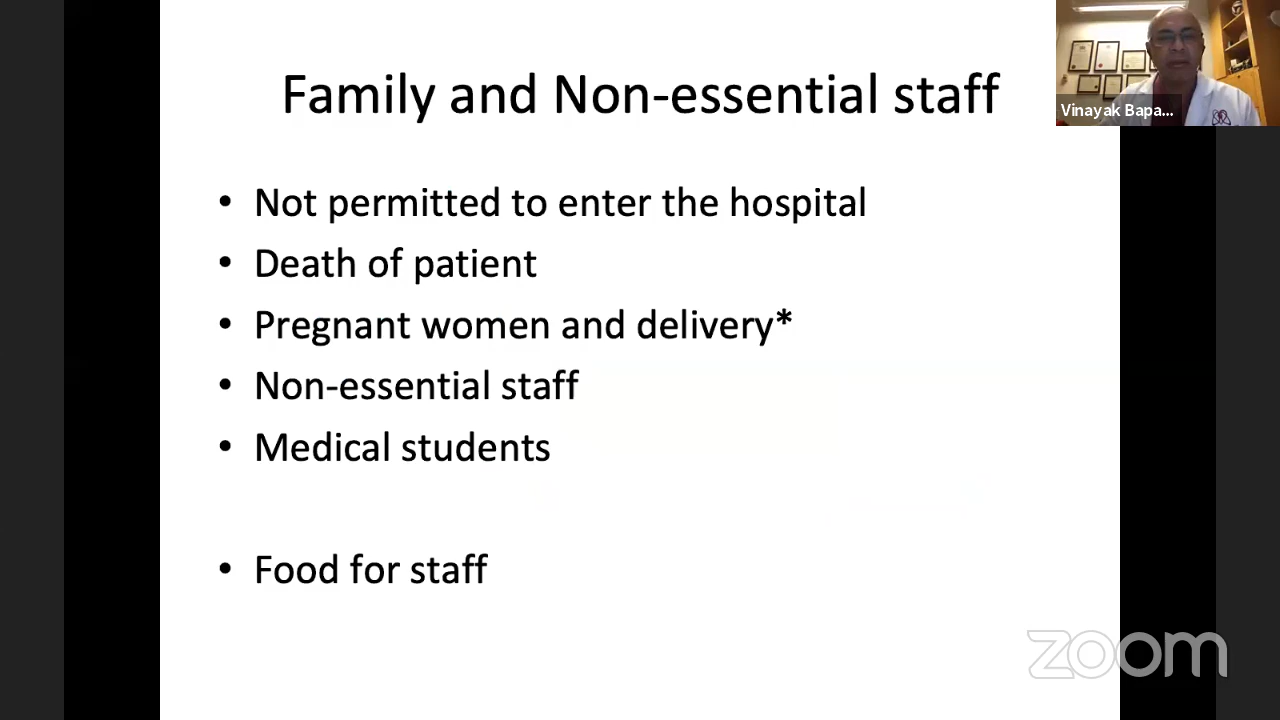 Family and Non-essential staff
Vinayak Bapa...
• Not permitted to enter the hospital
• Death of patient
• Pregnant women and delivery*
• Non-essential staff
• Medical students
• Food for staff
zoom